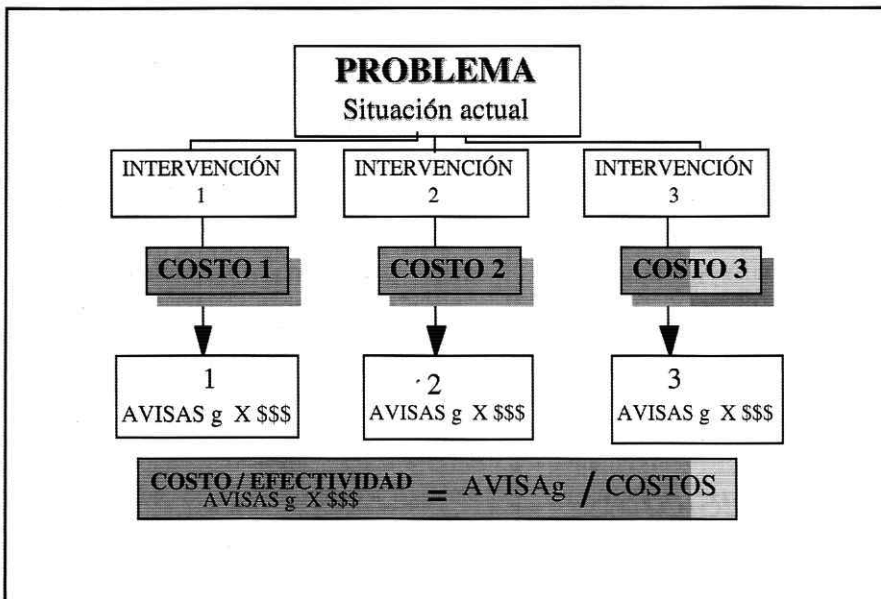 PROBLEMA
Situación actual
INTERVENCIÓN
1
INTERVENCIÓN
2
INTERVENCIÓN
3
COSTO 1
COSTO 2
COSTO 3
1
AVISAS g X $$$
2
AVISAS g X $$$
3
AVISAS g X $$$
COSTO / EFECTIVIDAD
AVISAS g X $$$
= AVISAg / COSTOS